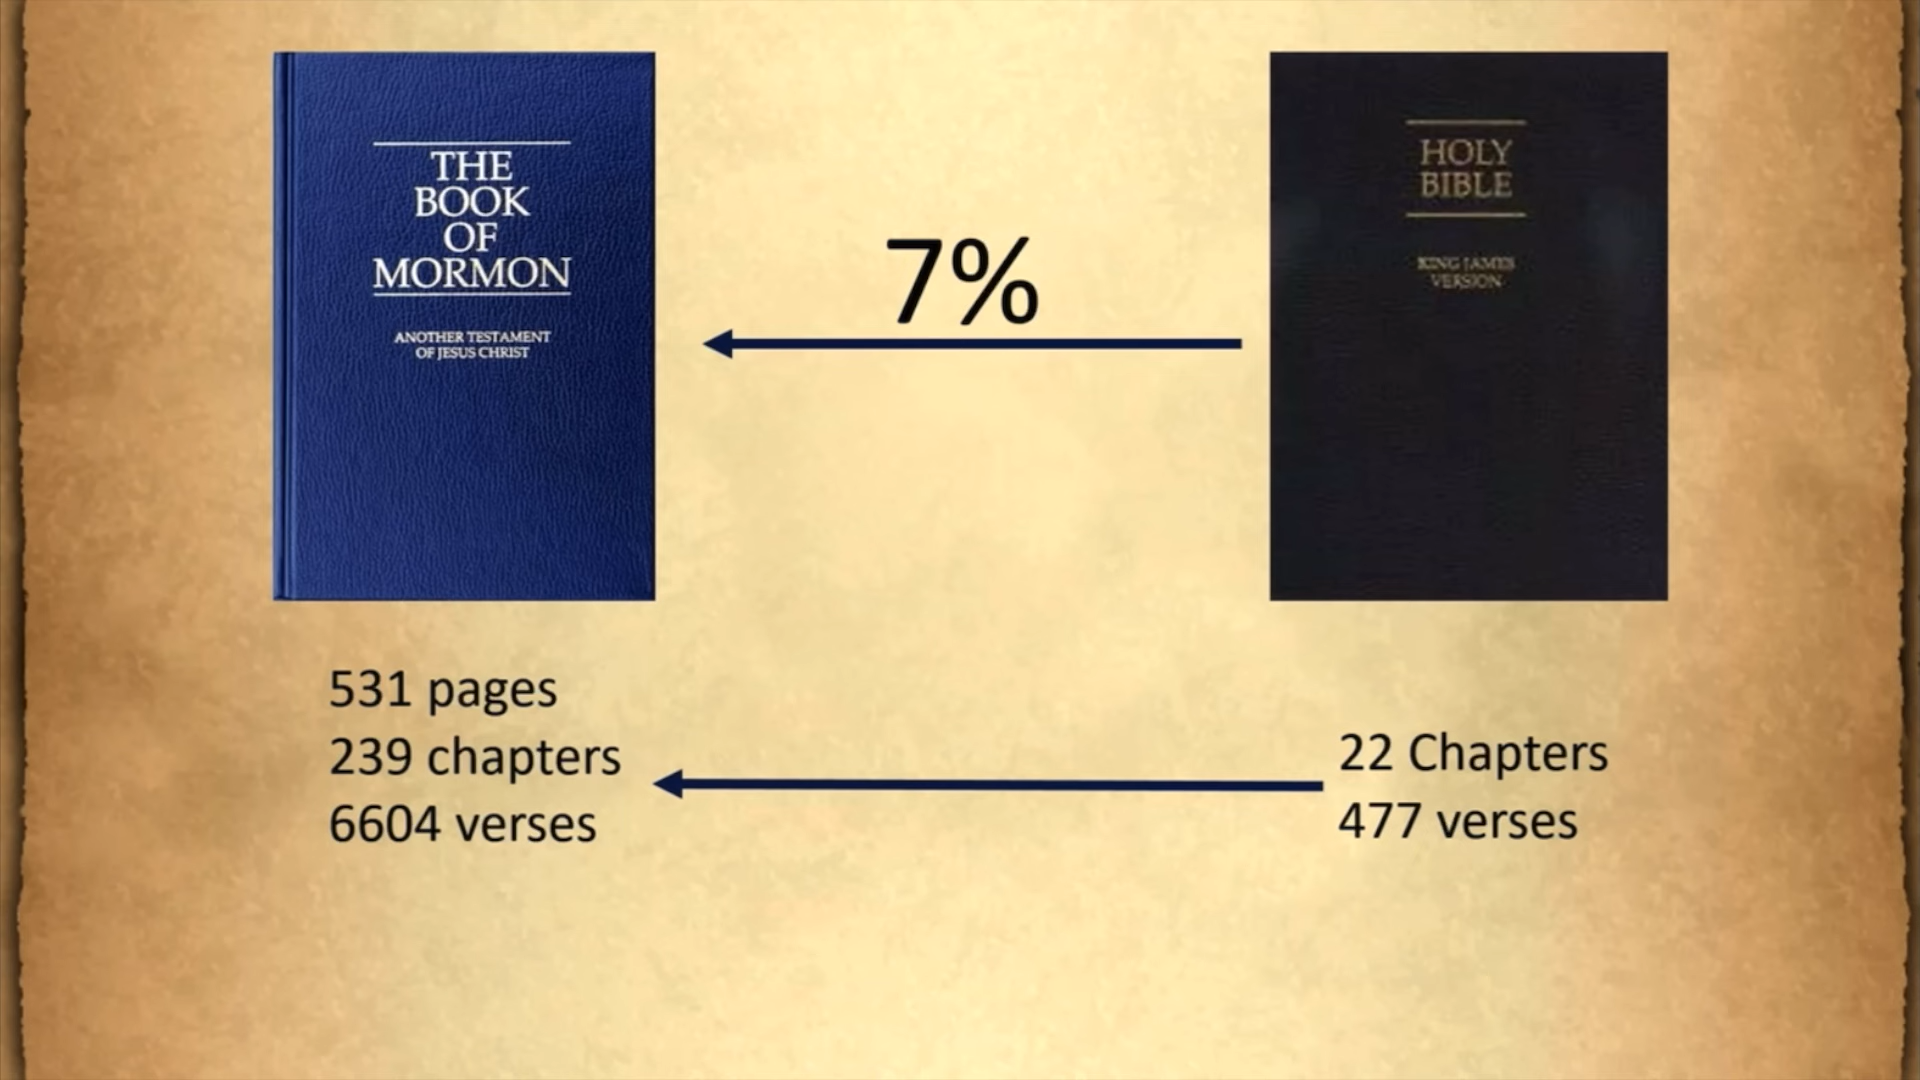 THE
BOOK
OF
MORMON
ANOTHER TESTAMENT
OF JESUS CHRIST
7%
HOLY
BIBLE
KING JAMES
VERSION
531 pages
239 chapters
6604 verses
22 Chapters
477 verses